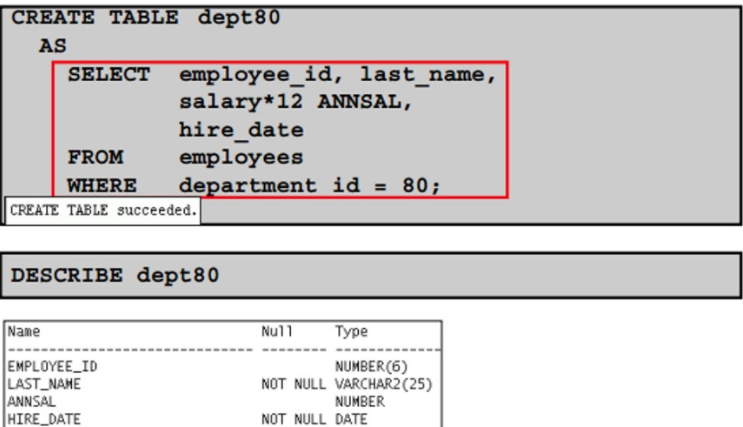 CREATE TABLE dept80
AS
SELECT employee_id, last_name,
salary*12 ANNSAL,
hire_date
FROM employees
WHERE department id = 80;
CREATE TABLE succeeded.
DESCRIBE dept80
Name Null Type
------------------------------ -------- -------------
EMPLOYEE_ID NUMBER(6)
LAST_NAME NOT NULL VARCHAR2(25)
ANNSAL NUMBER
HIRE_DATE NOT NULL DATE